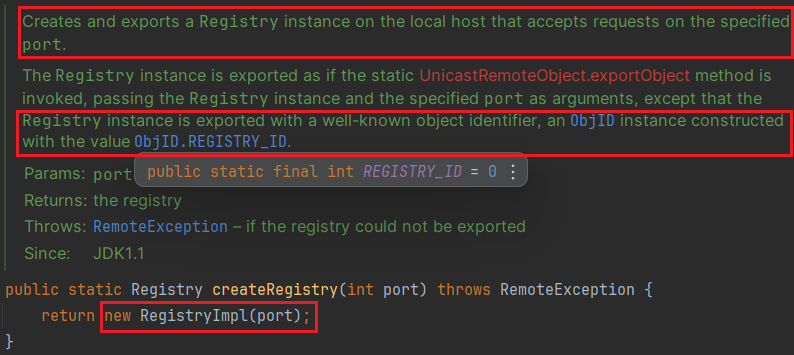 Creates and exports a Registry instance on the local host that accepts requests on the specified
port.
The Registry instance is exported as if the static UnicastRemoteObject.exportObject method is
invoked, passing the Registry instance and the specified port as arguments, except that the
Registry instance is exported with a well-known object identifier, an ObjID instance constructed
with the value ObjID.REGISTRY_ID.
Params: port
public static final int REGISTRY_ID = 0
Returns: the registry
Throws: RemoteException – if the registry could not be exported
Since: JDK1.1
public static Registry createRegistry(int port) throws RemoteException {
return new RegistryImpl(port);
}